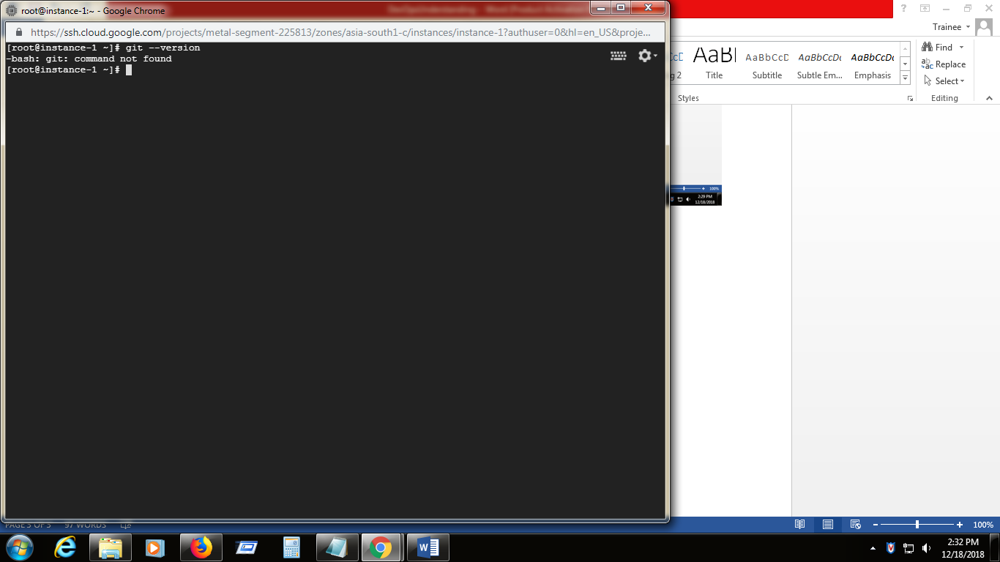 root@instance-1:~ - Google Chrome
https://ssh.cloud.google.com/projects/metal-segment-225813/zones/asia-south1-c/instances/instance-1?authuser=0&hl=en_US&proje...
[root@instance-1 ~]# git --version
-bash: git: command not found
[root@instance-1 ~]#
Trainee
AaBbCcD
AaBbCcDc
AaBbCcDc
g 2
Title
Subtitle
Subtle Em...
Emphasis
Styles
Find
Replace
Select
Editing
100%
2:29 PM
12/18/2018
PAGE 3 OF 3
97 WORDS
100%
2:32 PM
12/18/2018